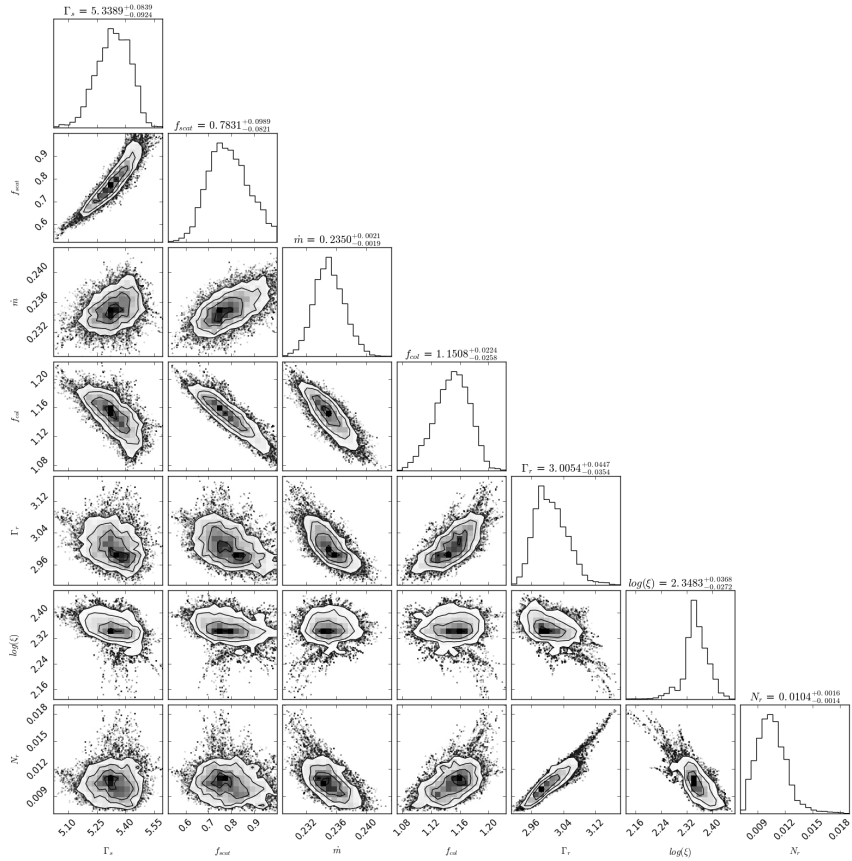 Γ_s = 5.3389^{+0.0839}_{-0.0924}
f_scat = 0.7831^{+0.0989}_{-0.0821}
0.9
0.8
0.7
0.6
f_scat
ṁ = 0.2350^{+0.0021}_{-0.0019}
0.240
0.236
0.232
ṁ
f_col = 1.1508^{+0.0224}_{-0.0258}
1.20
1.16
1.12
1.08
f_col
Γ_r = 3.0054^{+0.0447}_{-0.0354}
3.12
3.04
2.96
Γ_r
log(ξ) = 2.3483^{+0.0368}_{-0.0272}
2.40
2.32
2.24
2.16
log(ξ)
N_r = 0.0104^{+0.0016}_{-0.0014}
0.018
0.015
0.012
0.009
N_r
5.10 5.25 5.40 5.55 0.6 0.7 0.8 0.9 0.232 0.236 0.240 1.08 1.12 1.16 1.20 2.96 3.04 3.12 2.16 2.24 2.32 2.40 0.009 0.012 0.015 0.018
Γ_s f_scat ṁ f_col Γ_r log(ξ) N_r